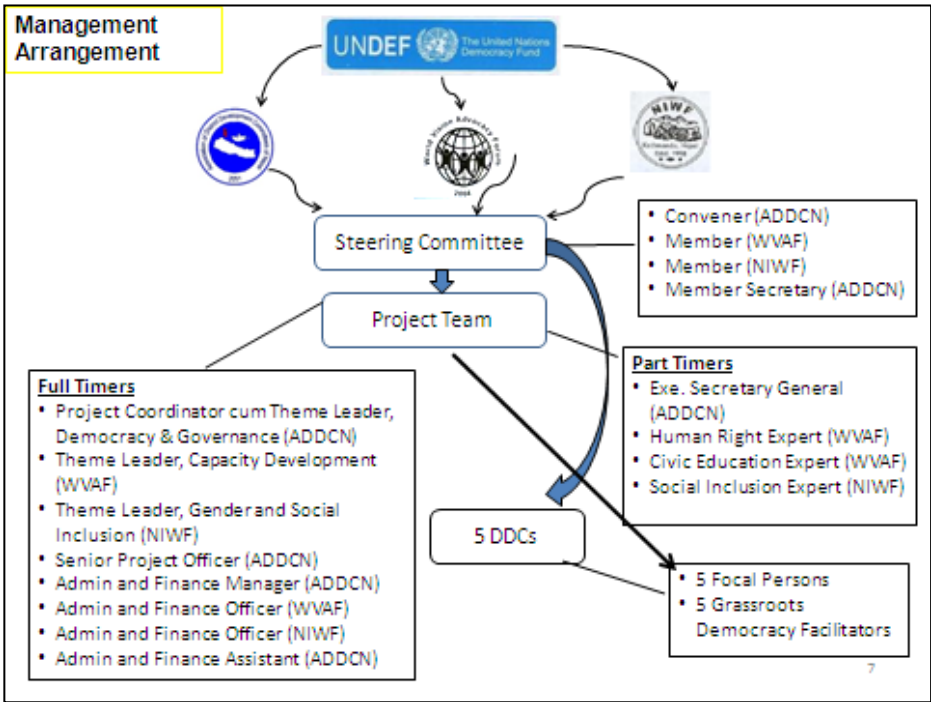 Management
Arrangement
UNDEF
The United Nations
Democracy Fund
World Vision Advocacy Forum
NIWF
Steering Committee
• Convener (ADDCN)
• Member (WVAF)
• Member (NIWF)
• Member Secretary (ADDCN)
Project Team
Full Timers
• Project Coordinator cum Theme Leader,
Democracy & Governance (ADDCN)
• Theme Leader, Capacity Development
(WVAF)
• Theme Leader, Gender and Social
Inclusion (NIWF)
• Senior Project Officer (ADDCN)
• Admin and Finance Manager (ADDCN)
• Admin and Finance Officer (WVAF)
• Admin and Finance Officer (NIWF)
• Admin and Finance Assistant (ADDCN)
Part Timers
• Exe. Secretary General
(ADDCN)
• Human Right Expert (WVAF)
• Civic Education Expert (WVAF)
• Social Inclusion Expert (NIWF)
5 DDCs
• 5 Focal Persons
• 5 Grassroots
Democracy Facilitators
7